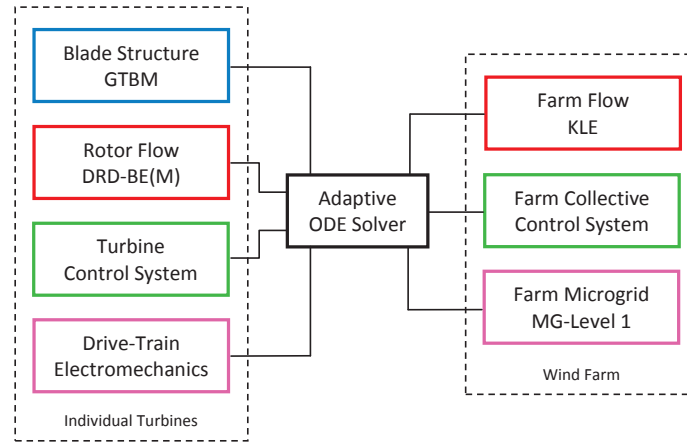 Blade Structure
GTBM
Rotor Flow
DRD-BE(M)
Turbine
Control System
Drive-Train
Electromechanics
Individual Turbines
Adaptive
ODE Solver
Farm Flow
KLE
Farm Collective
Control System
Farm Microgrid
MG-Level 1
Wind Farm